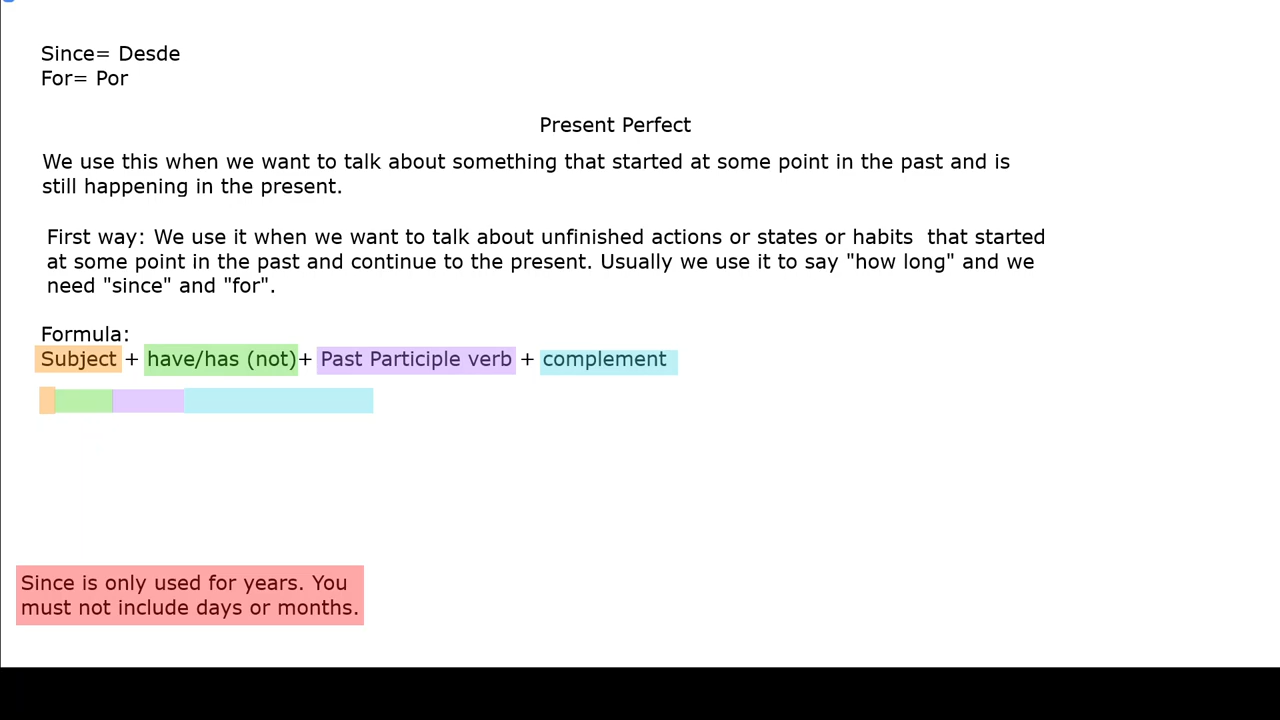 Since= Desde
For= Por
Present Perfect
We use this when we want to talk about something that started at some point in the past and is
still happening in the present.
First way: We use it when we want to talk about unfinished actions or states or habits  that started
at some point in the past and continue to the present. Usually we use it to say "how long" and we
need "since" and "for".
Formula:
Subject + have/has (not)+ Past Participle verb + complement
Since is only used for years. You
must not include days or months.